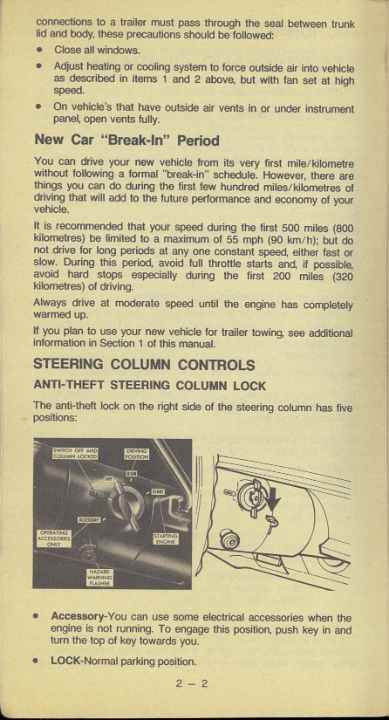 connections to a trailer must pass through the seal between trunk
lid and body, these precautions should be followed:
• Close all windows.
• Adjust heating or cooling system to force outside air into vehicle
as described in items 1 and 2 above, but with fan set at high
speed.
• On vehicle's that have outside air vents in or under instrument
panel, open vents fully.
New Car "Break-In" Period
You can drive your new vehicle from its very first mile/kilometre
without following a formal "break-in" schedule. However, there are
things you can do during the first few hundred miles/kilometres of
driving that will add to the future performance and economy of your
vehicle.
It is recommended that your speed during the first 500 miles (800
kilometres) be limited to a maximum of 55 mph (90 km/h); but do
not drive for long periods at any one constant speed, either fast or
slow. During this period, avoid full throttle starts and, if possible,
avoid hard stops especially during the first 200 miles (320
kilometres) of driving.
Always drive at moderate speed until the engine has completely
warmed up.
If you plan to use your new vehicle for trailer towing, see additional
information in Section 1 of this manual.
STEERING COLUMN CONTROLS
ANTI-THEFT STEERING COLUMN LOCK
The anti-theft lock on the right side of the steering column has five
positions:
SWITCH OFF AND
COLUMN LOCKED
DRIVING
POSITION
RUN
START
ACCESSORY
OPERATING
ACCESSORIES
ONLY
STARTING
ENGINE
HAZARD
WARNING
FLASHER
• Accessory-You can use some electrical accessories when the
engine is not running. To engage this position, push key in and
turn the top of key towards you.
• LOCK-Normal parking position.
2 – 2